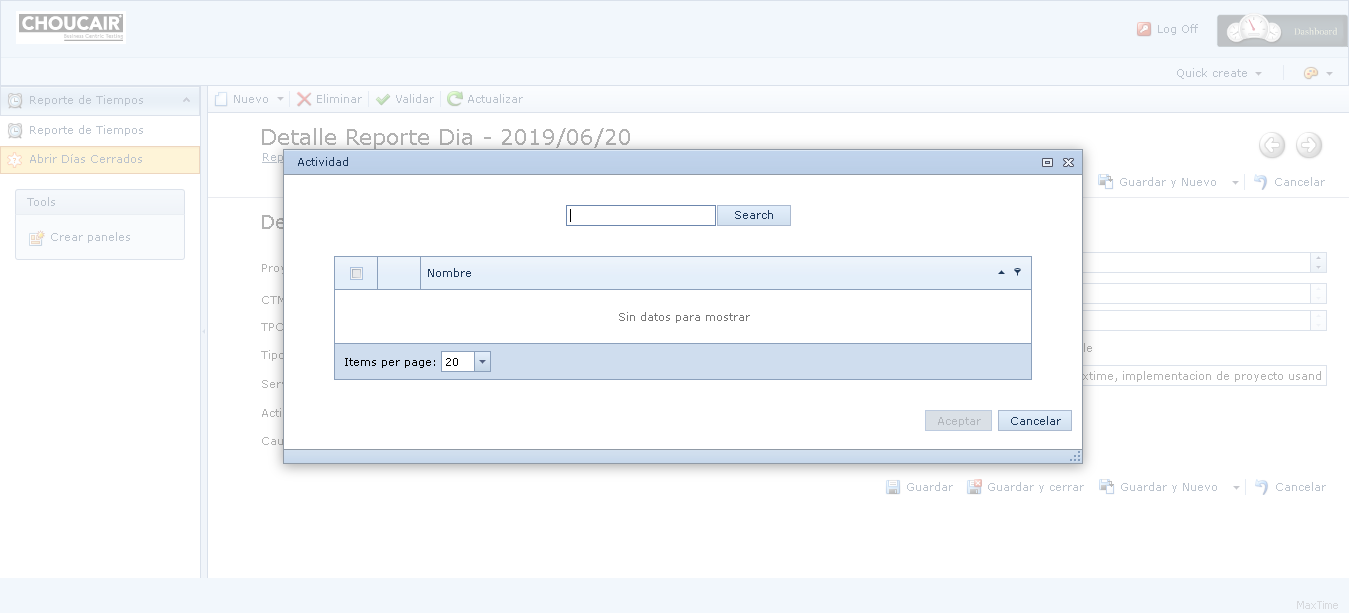 CHOUCAIR
Business Centric Testing
Log Off
Dashboard
Quick create
Reporte de Tiempos
Reporte de Tiempos
Abrir Días Cerrados
Tools
Crear paneles
Nuevo Eliminar Validar Actualizar
Detalle Reporte Dia - 2019/06/20
Rep
Guardar y Nuevo Cancelar
De
Proy
CTM
TPC
Tipo
le
Serv
xtime, implementacion de proyecto usand
Acti
Cau
Actividad
Search
Nombre
Sin datos para mostrar
Items per page: 20
Aceptar Cancelar
Guardar Guardar y cerrar Guardar y Nuevo Cancelar
MaxTime